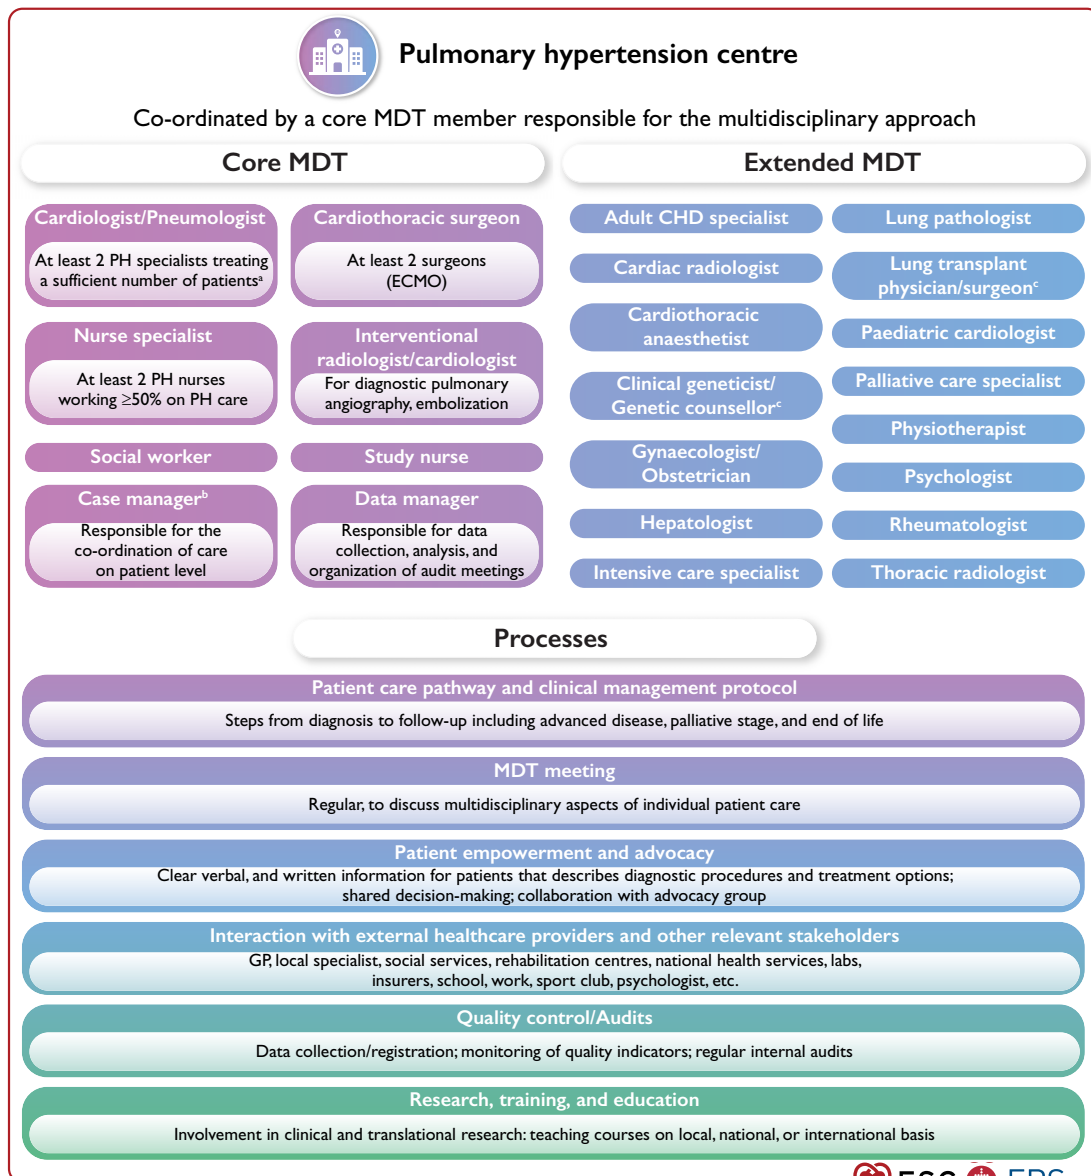 Pulmonary hypertension centre
Co-ordinated by a core MDT member responsible for the multidisciplinary approach
Core MDT
Cardiologist/Pneumologist
At least 2 PH specialists treating
a sufficient number of patientsᵃ
Cardiothoracic surgeon
At least 2 surgeons
(ECMO)
Nurse specialist
At least 2 PH nurses
working ≥50% on PH care
Interventional
radiologist/cardiologist
For diagnostic pulmonary
angiography, embolization
Social worker
Study nurse
Case managerᵇ
Responsible for the
co-ordination of care
on patient level
Data manager
Responsible for data
collection, analysis, and
organization of audit meetings
Extended MDT
Adult CHD specialist
Cardiac radiologist
Cardiothoracic
anaesthetist
Clinical geneticist/
Genetic counsellorᶜ
Gynaecologist/
Obstetrician
Hepatologist
Intensive care specialist
Lung pathologist
Lung transplant
physician/surgeonᶜ
Paediatric cardiologist
Palliative care specialist
Physiotherapist
Psychologist
Rheumatologist
Thoracic radiologist
Processes
Patient care pathway and clinical management protocol
Steps from diagnosis to follow-up including advanced disease, palliative stage, and end of life
MDT meeting
Regular, to discuss multidisciplinary aspects of individual patient care
Patient empowerment and advocacy
Clear verbal, and written information for patients that describes diagnostic procedures and treatment options;
shared decision-making; collaboration with advocacy group
Interaction with external healthcare providers and other relevant stakeholders
GP, local specialist, social services, rehabilitation centres, national health services, labs,
insurers, school, work, sport club, psychologist, etc.
Quality control/Audits
Data collection/registration; monitoring of quality indicators; regular internal audits
Research, training, and education
Involvement in clinical and translational research: teaching courses on local, national, or international basis
ESC ERS